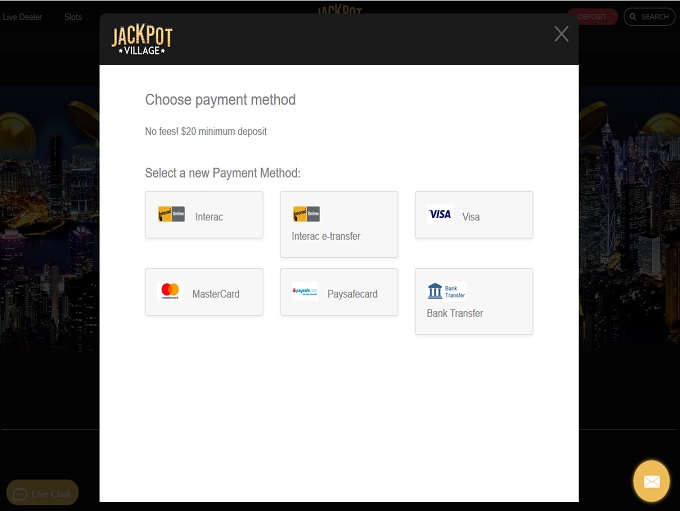 Live Dealer
Slots
JACKPOT
DEPOSIT
SEARCH
JACKPOT
VILLAGE
Choose payment method
No fees! $20 minimum deposit
Select a new Payment Method:
Interac Online
Interac
Interac Online
Interac e-transfer
VISA
Visa
mastercard
MasterCard
paysafecard
Paysafecard
Bank
Transfer
Bank Transfer
Live Chat